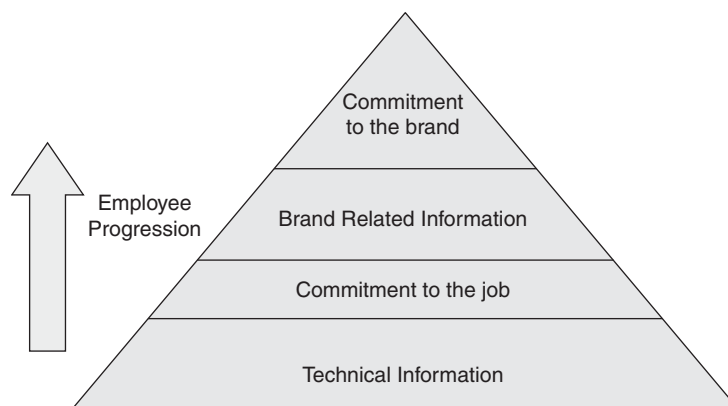 Commitment
to the brand
Employee
Progression
Brand Related Information
Commitment to the job
Technical Information